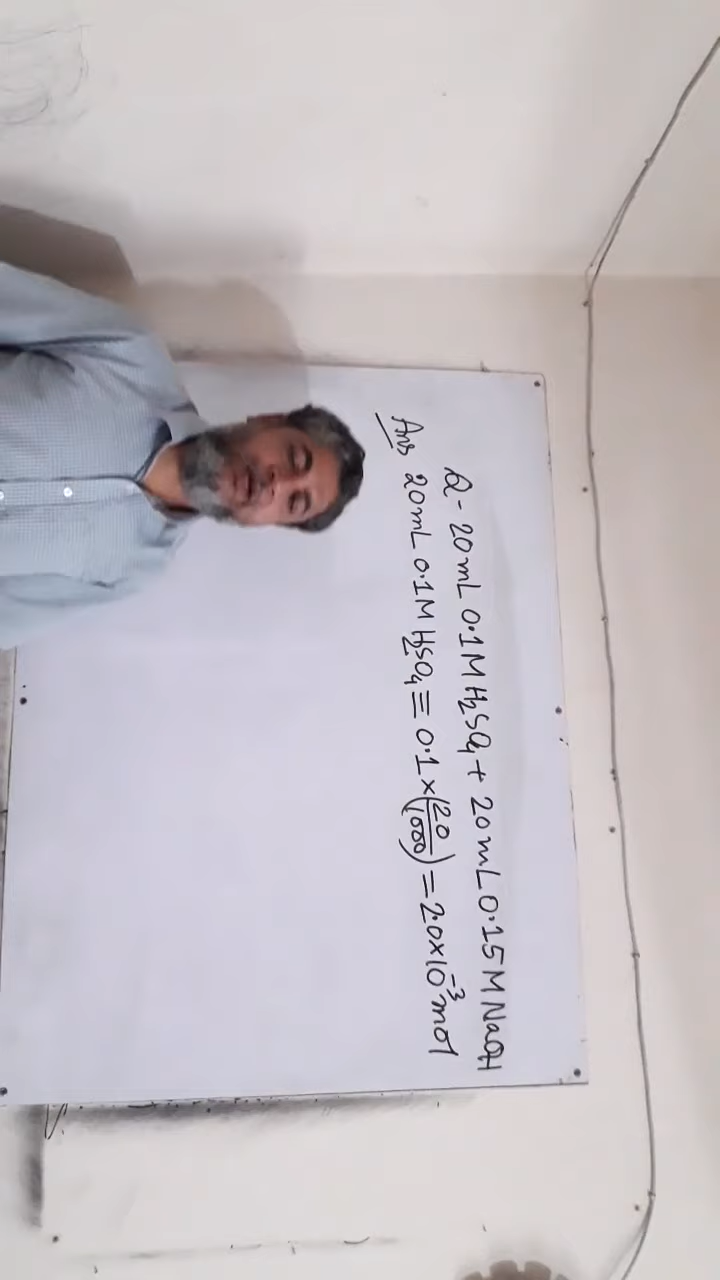 Q - 20mL 0.1M H₂SO₄ + 20mL 0.15M NaOH
Ans 20mL 0.1M H₂SO₄ ≡ 0.1×(20/1000) = 2.0×10⁻³ mol